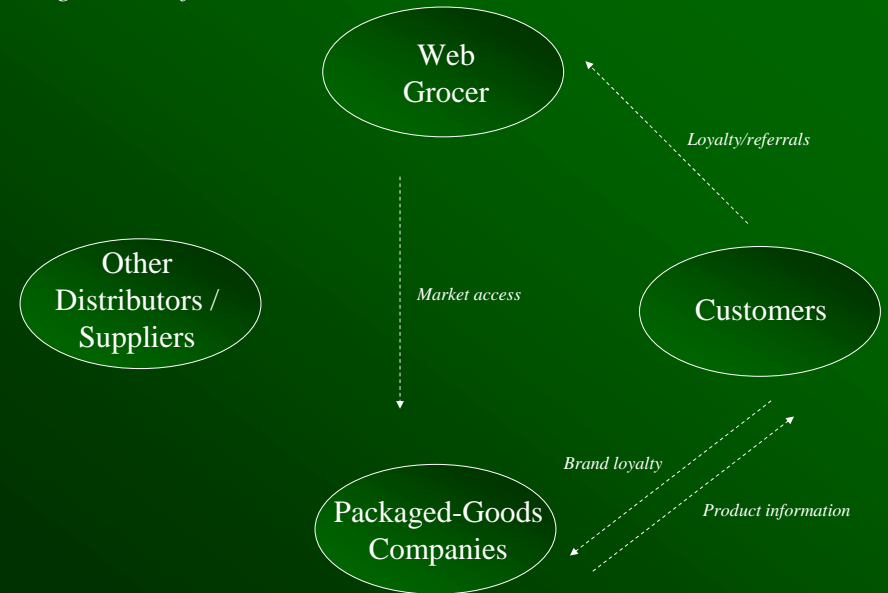 Web
Grocer
Loyalty/referrals
Other
Distributors /
Suppliers
Market access
Customers
Brand loyalty
Product information
Packaged-Goods
Companies